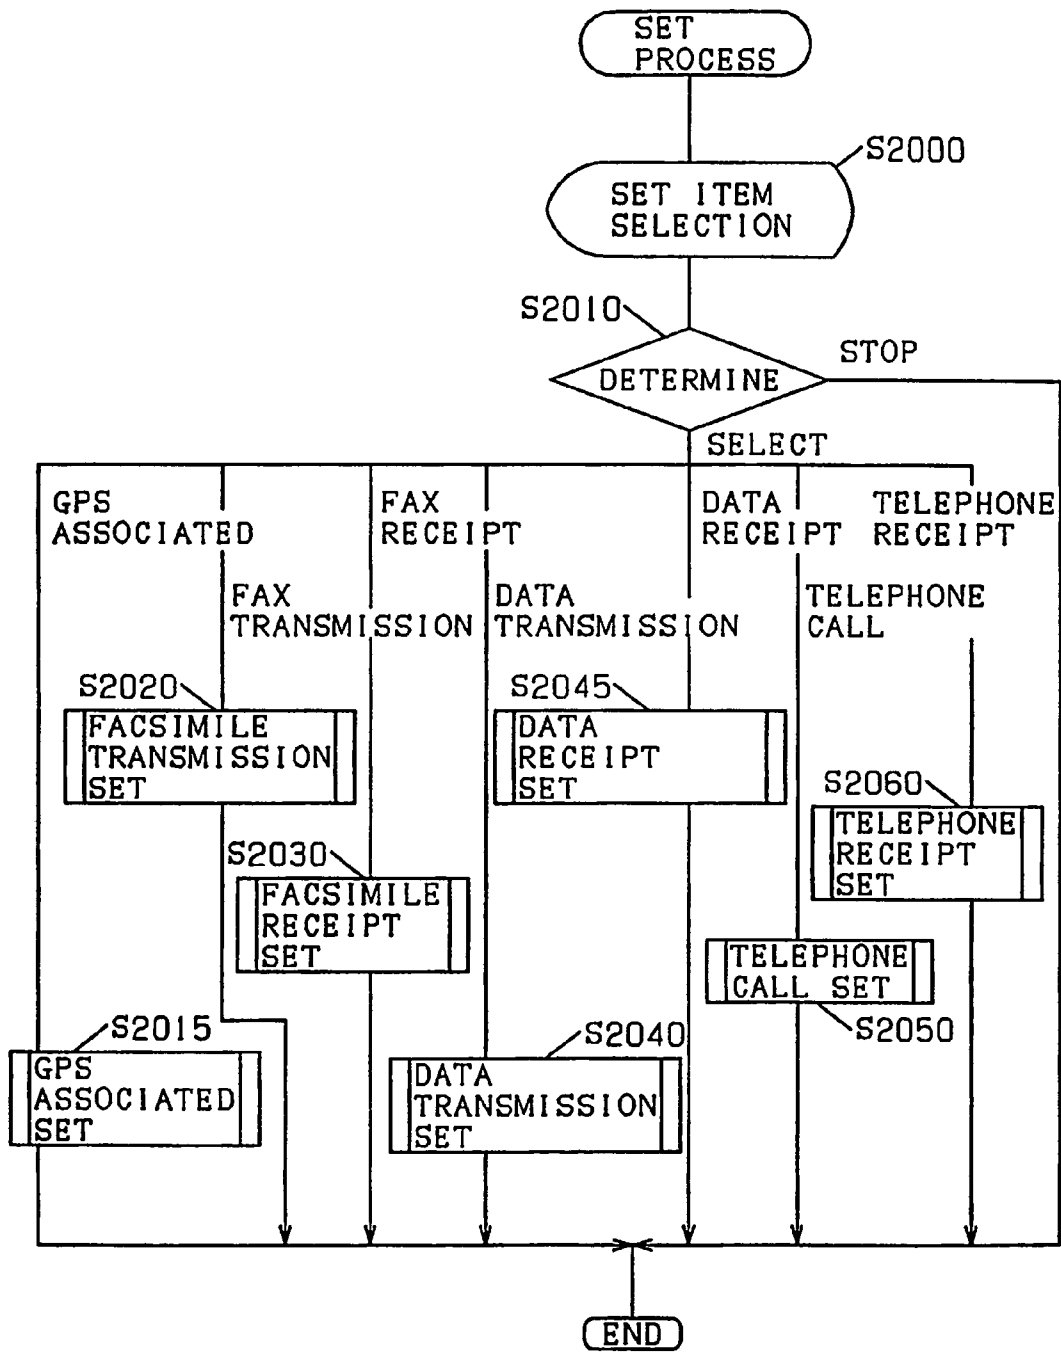 SET
PROCESS
S2000
SET ITEM
SELECTION
S2010
STOP
DETERMINE
SELECT
GPS
ASSOCIATED
FAX
RECEIPT
DATA
RECEIPT
TELEPHONE
RECEIPT
FAX
TRANSMISSION
DATA
TRANSMISSION
TELEPHONE
CALL
S2020
FACSIMILE
TRANSMISSION
SET
S2045
DATA
RECEIPT
SET
S2060
TELEPHONE
RECEIPT
SET
S2030
FACSIMILE
RECEIPT
SET
TELEPHONE
CALL SET
S2050
S2015
GPS
ASSOCIATED
SET
S2040
DATA
TRANSMISSION
SET
END